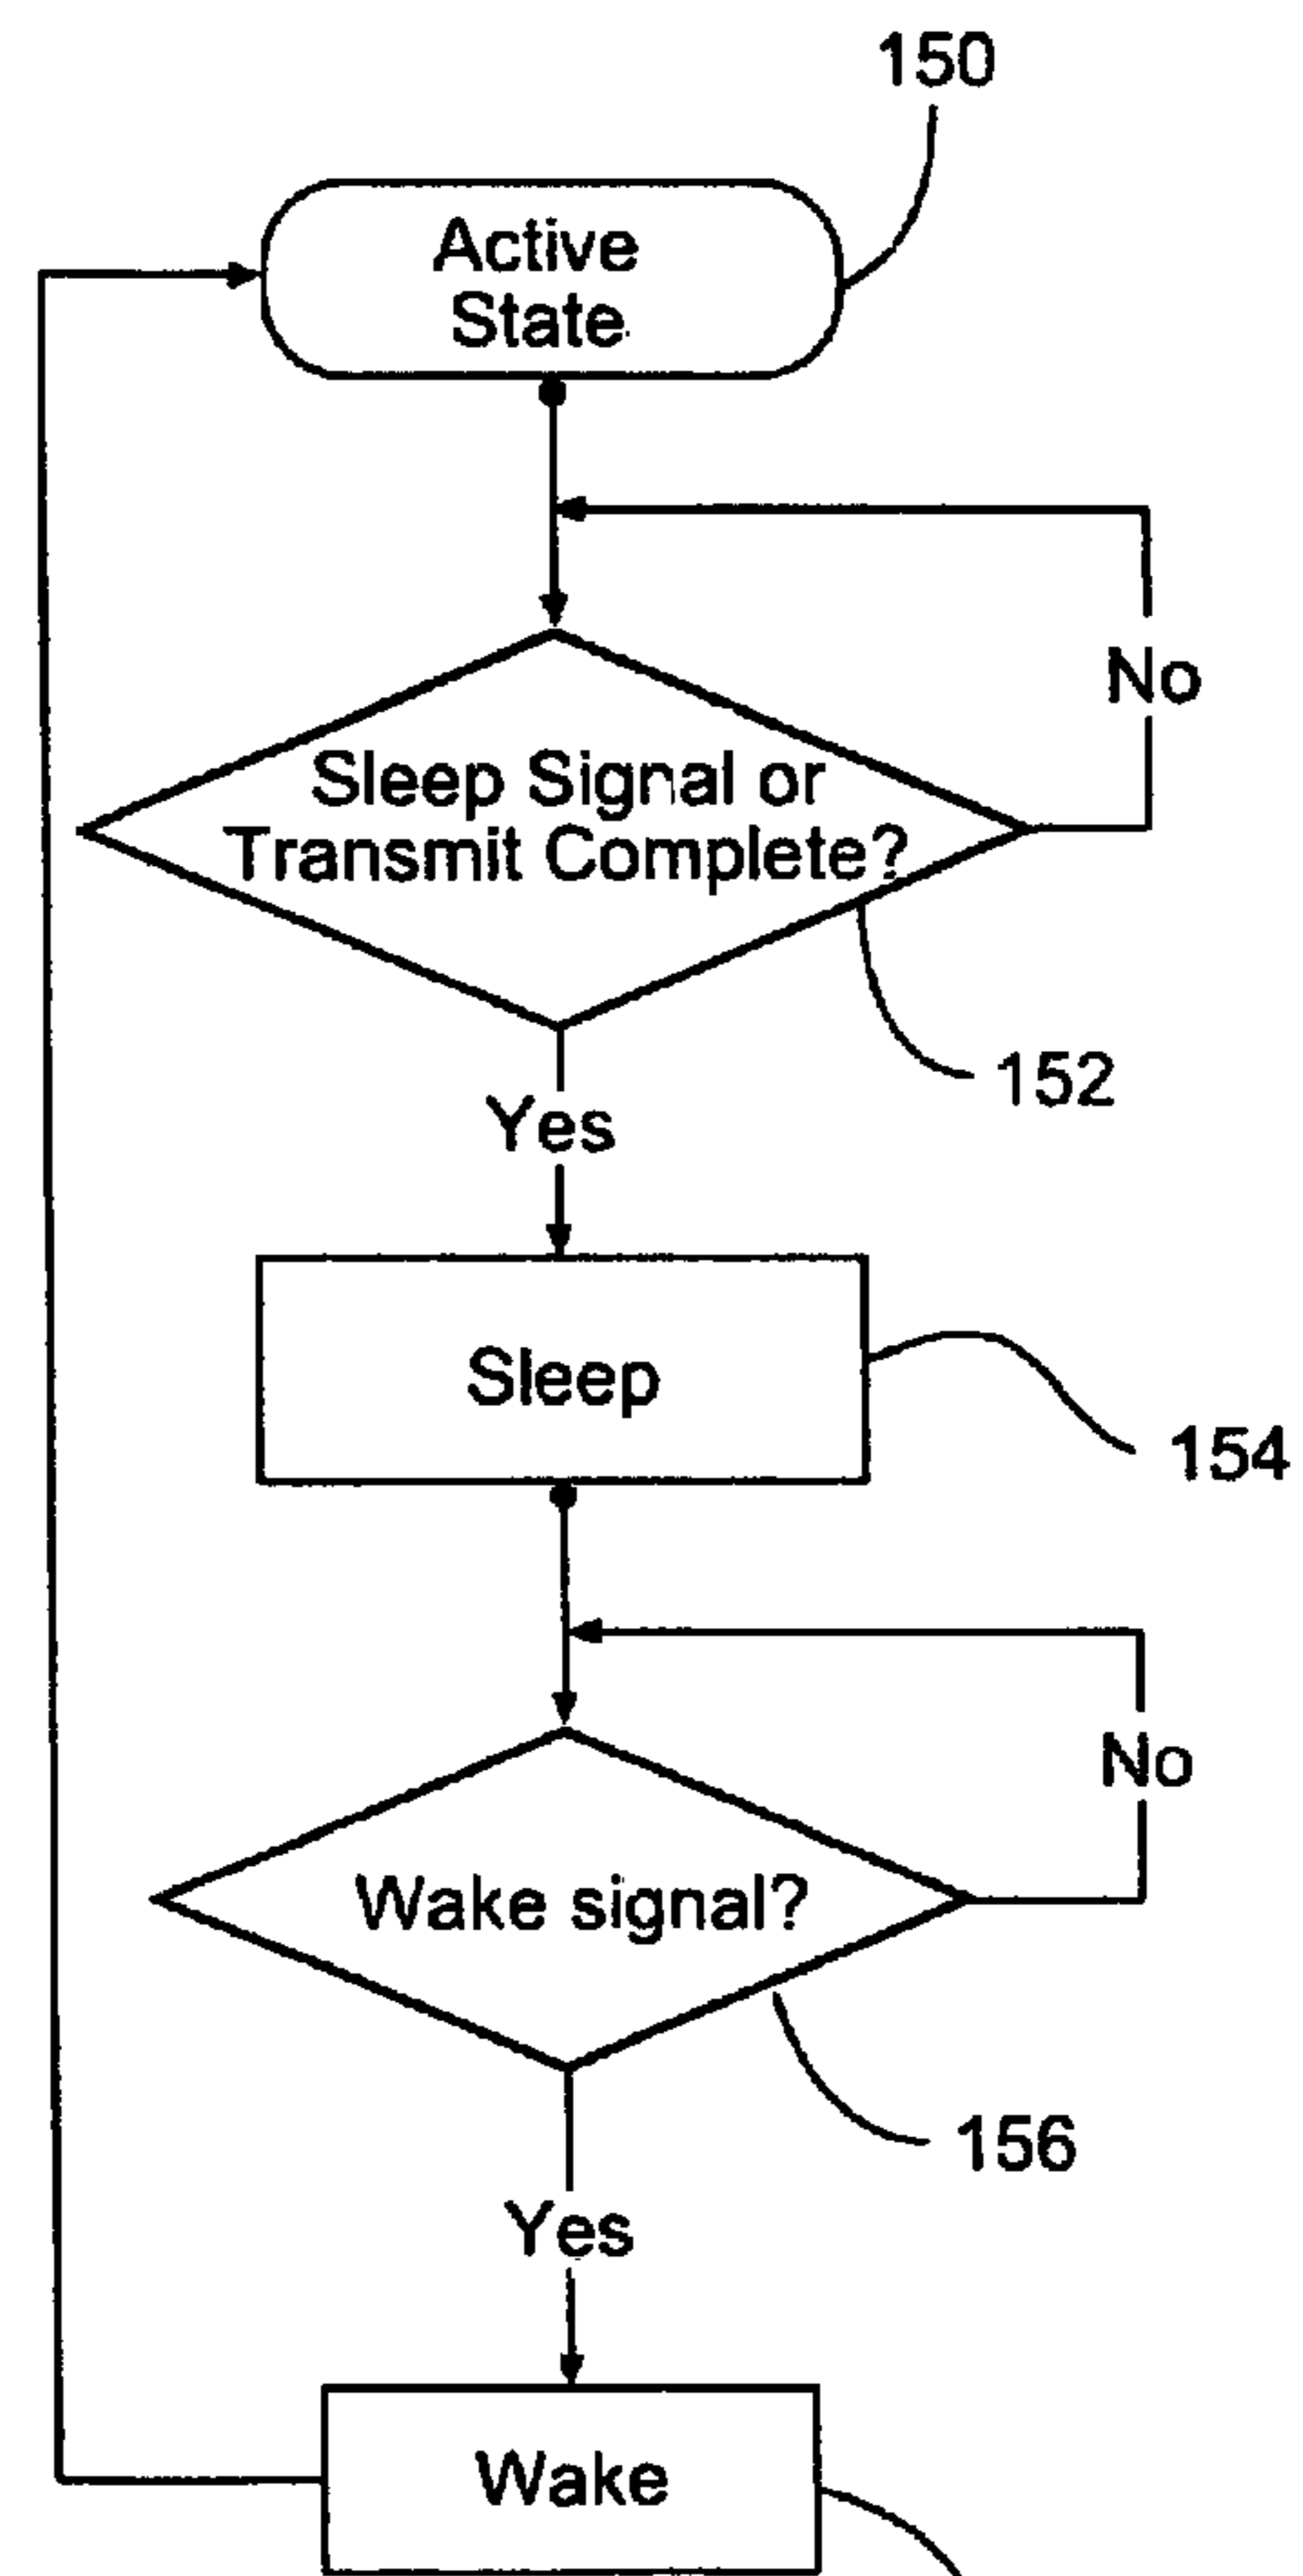 150
Active
State
No
Sleep Signal or
Transmit Complete?
152
Yes
Sleep
154
No
Wake signal?
156
Yes
Wake